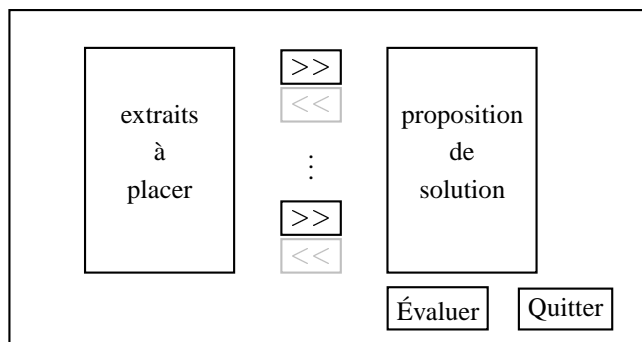 extraits
à
placer
>>
<<
⋮
>>
<<
proposition
de
solution
Évaluer
Quitter